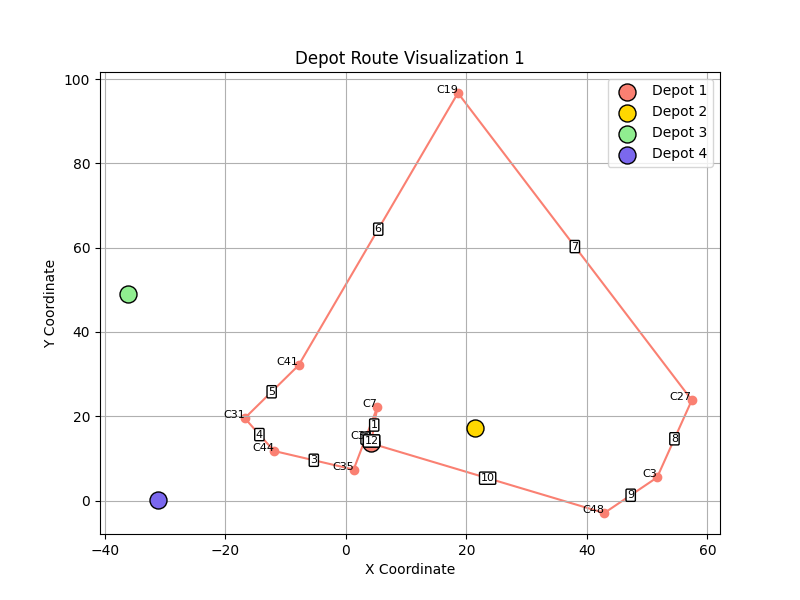 Depot Route Visualization 1
100
80
60
40
20
0
−40
−20
0
20
40
60
Y Coordinate
X Coordinate
Depot 1
Depot 2
Depot 3
Depot 4
C19
6
7
C41
5
C31
4
C44
3
C35
C7
1
12
10
C27
8
C3
9
C48